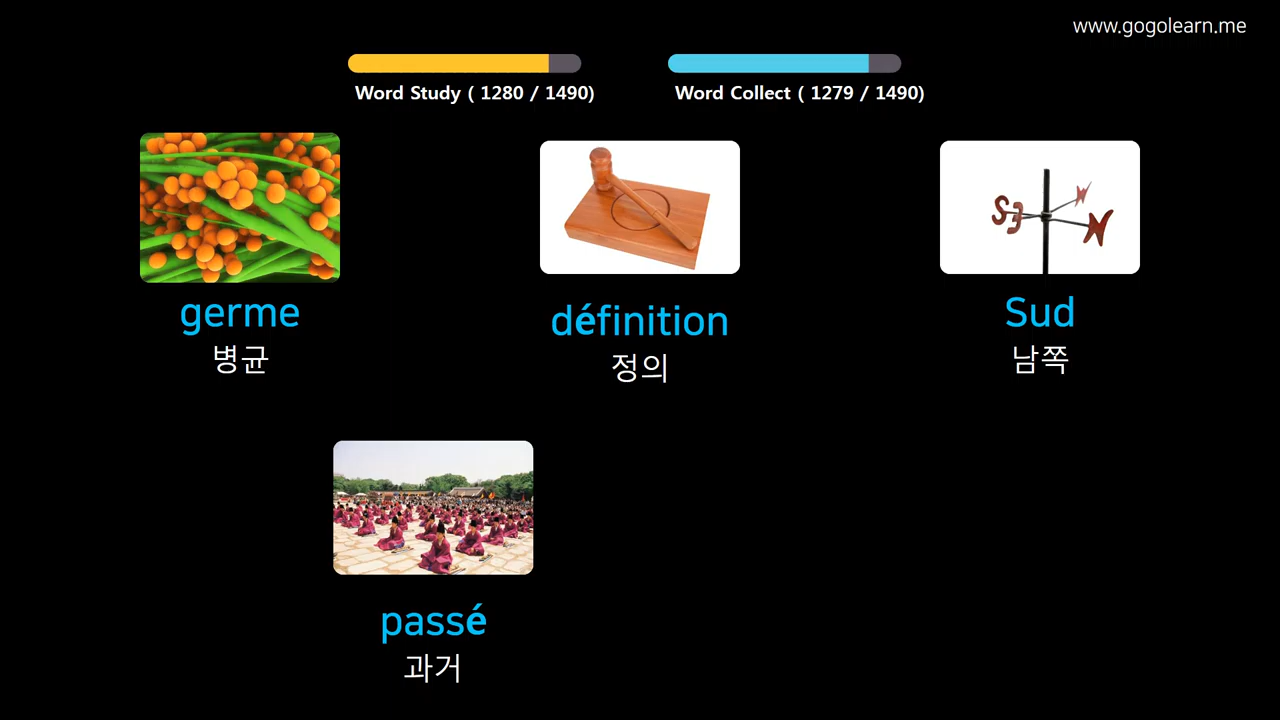 www.gogolearn.me
Word Study ( 1280 / 1490)
Word Collect ( 1279 / 1490)
germe
병균
définition
정의
Sud
남쪽
passé
과거